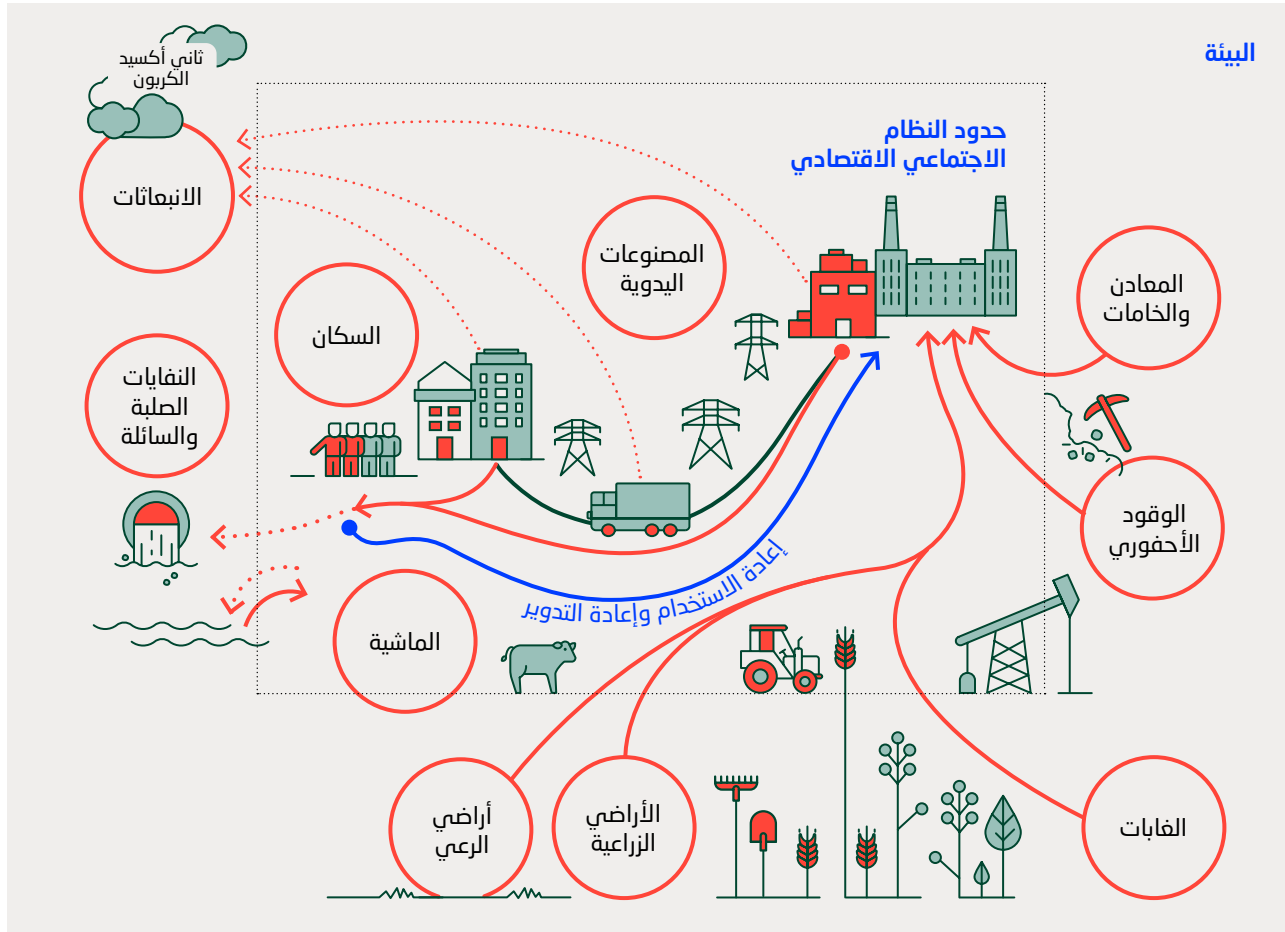 البيئة
ثاني أكسيد
الكربون
حدود النظام
الاجتماعي الاقتصادي
الانبعاثات
المصنوعات
اليدوية
المعادن
والخامات
السكان
النفايات
الصلبة
والسائلة
الوقود
الأحفوري
إعادة الاستخدام وإعادة التدوير
الماشية
أراضي
الرعي
الأراضي
الزراعية
الغابات